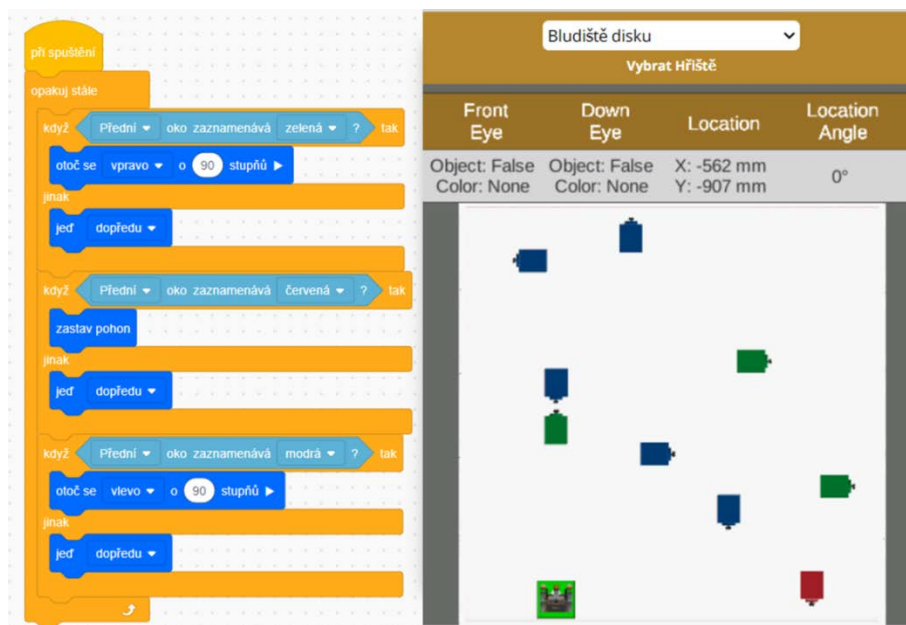 při spuštění
opakuj stále
když Přední oko zaznamenává zelená ? tak
otoč se vpravo o 90 stupňů
jinak
jeď dopředu
když Přední oko zaznamenává červená ? tak
zastav pohon
jinak
jeď dopředu
když Přední oko zaznamenává modrá ? tak
otoč se vlevo o 90 stupňů
jinak
jeď dopředu
Bludiště disku
Vybrat Hřiště
Front Eye Down Eye Location Location Angle
Object: False Object: False X: -562 mm 0°
Color: None Color: None Y: -907 mm